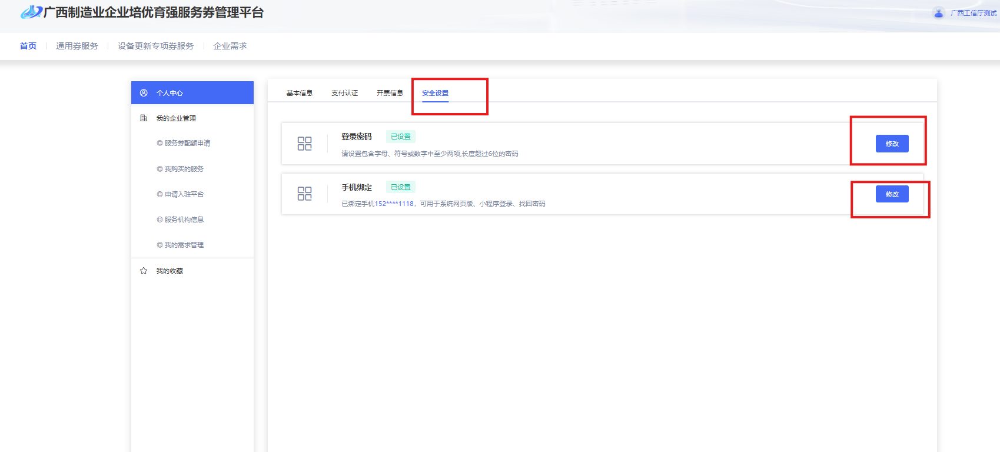 广西制造业企业培优育强服务券管理平台
广西工信厅测试
首页
通用券服务
设备更新专项券服务
企业需求
个人中心
我的企业管理
服务券配额申请
我购买的服务
申请入驻平台
服务机构信息
我的需求管理
我的收藏
基本信息
支付认证
开票信息
安全设置
登录密码
已设置
请设置包含字母、符号或数字中至少两项,长度超过6位的密码
修改
手机绑定
已设置
已绑定手机152****1118，可用于系统网页版、小程序登录、找回密码
修改